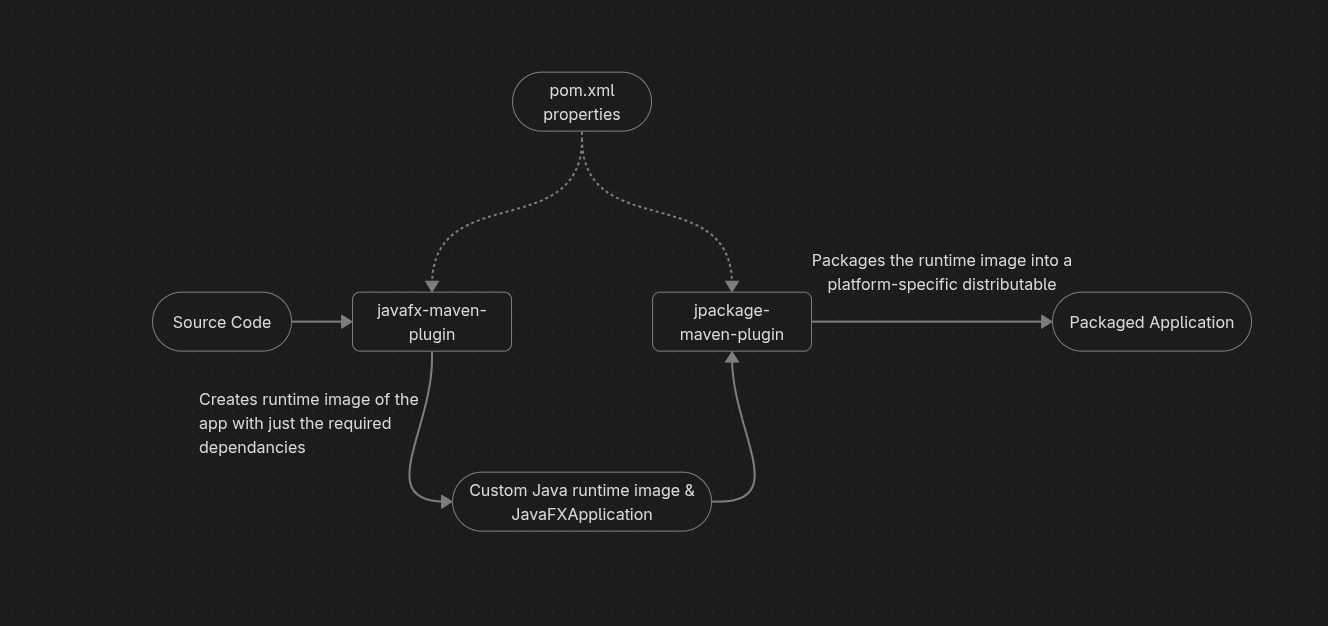 pom.xml
properties
Packages the runtime image into a
platform-specific distributable
Source Code
javafx-maven-
plugin
jpackage-
maven-plugin
Packaged Application
Creates runtime image of the
app with just the required
dependancies
Custom Java runtime image &
JavaFXApplication